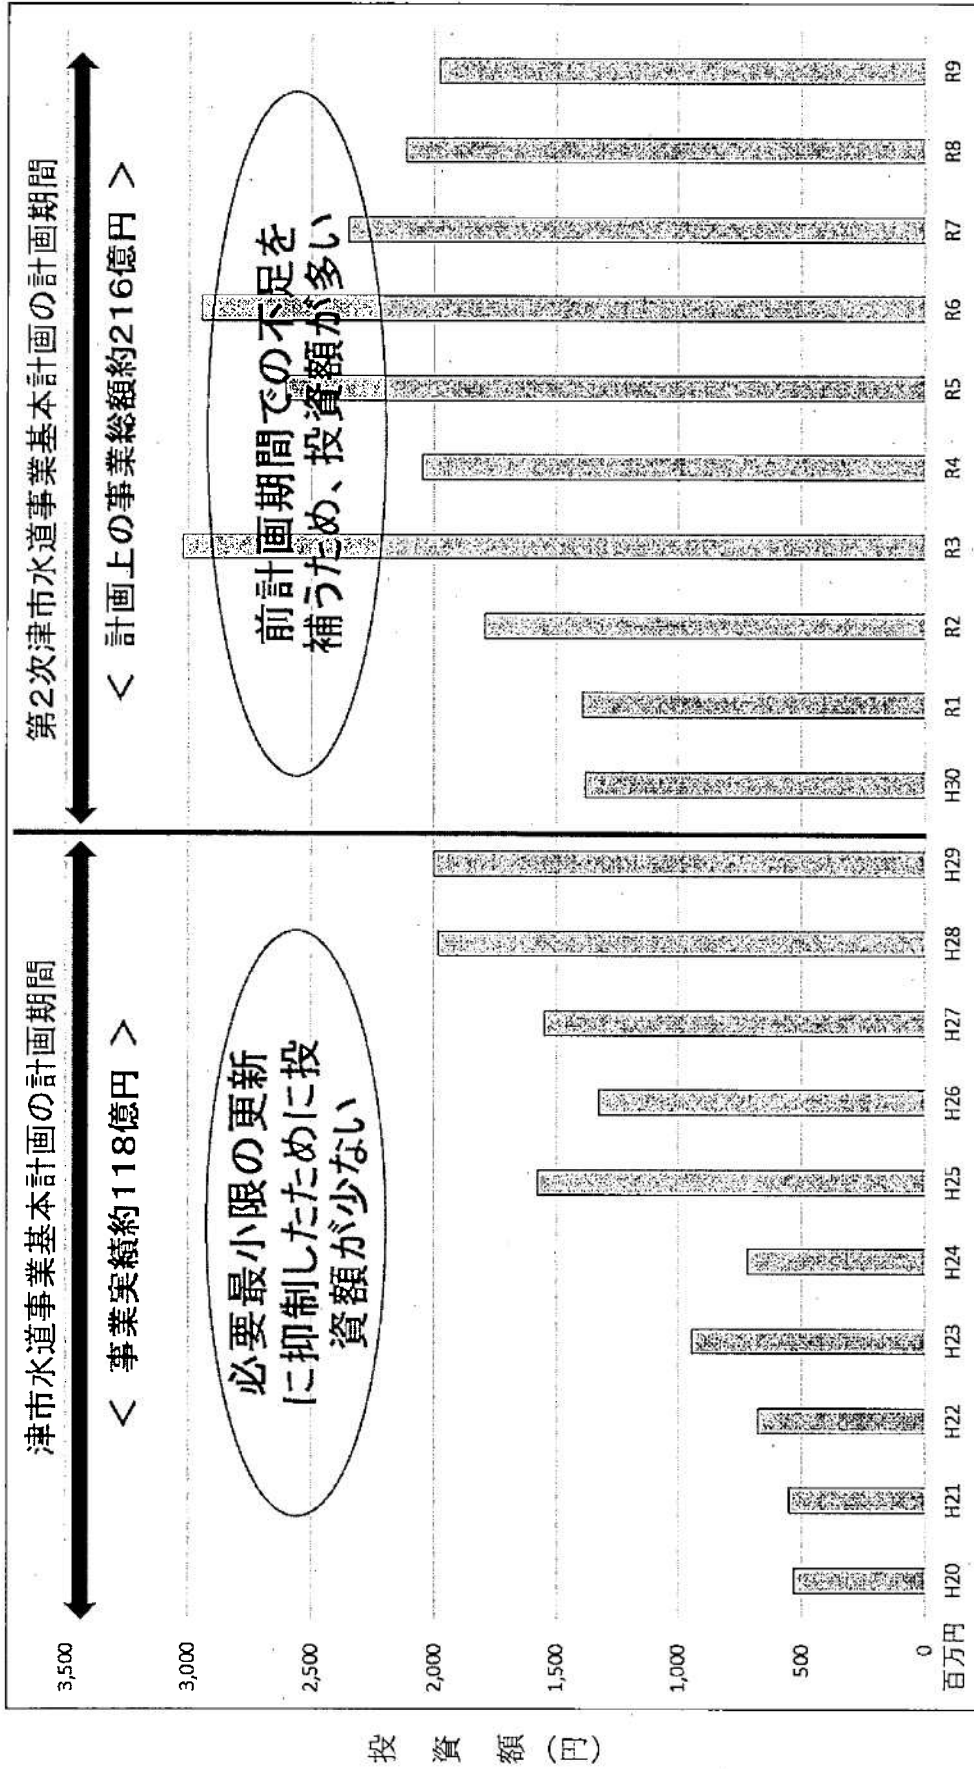 津市水道事業基本計画の計画期間
第2次津市水道事業基本計画の計画期間
＜ 事業実績約118億円 ＞
＜ 計画上の事業総額約216億円 ＞
必要最小限の更新
に抑制したために投
資額が少ない
前計画期間での不足を
補うため、投資額が多い
投資額(円)
3,500
3,000
2,500
2,000
1,500
1,000
500
0
百万円
H20 H21 H22 H23 H24 H25 H26 H27 H28 H29 H30 R1 R2 R3 R4 R5 R6 R7 R8 R9